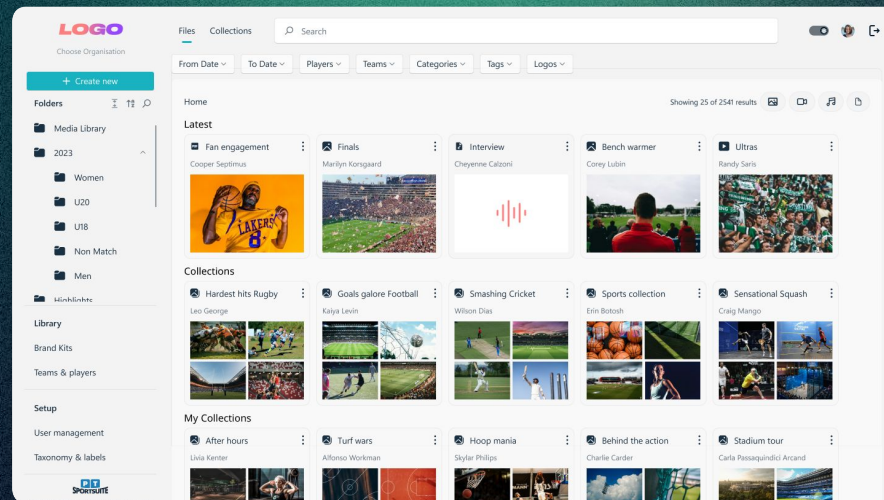 LOGO
Choose Organisation
+ Create new
Folders
Media Library
2023
Women
U20
U18
Non Match
Men
Highlights
Library
Brand Kits
Teams & players
Setup
User management
Taxonomy & labels
SPORTSUITE
Files Collections Search
From Date To Date Players Teams Categories Tags Logos
Home Showing 25 of 2541 results
Latest
Fan engagement Finals Interview Bench warmer Ultras
Cooper Septimus Marilyn Korsgaard Cheyenne Calzoni Corey Lubin Randy Saris
LAKERS
8
Collections
Hardest hits Rugby Goals galore Football Smashing Cricket Sports collection Sensational Squash
Leo George Kaiya Levin Wilson Dias Erin Botosh Craig Mango
My Collections
After hours Turf wars Hoop mania Behind the action Stadium tour
Livia Kenter Alfonso Workman Skylar Philips Charlie Carder Carla Passaquindici Arcand